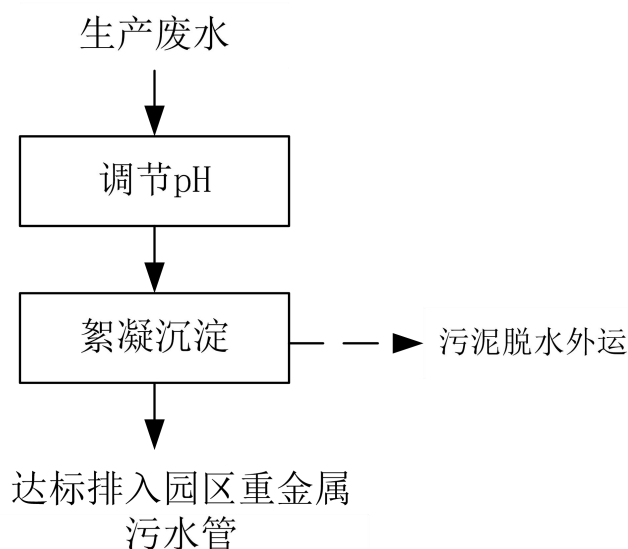 生产废水
调节pH
絮凝沉淀
污泥脱水外运
达标排入园区重金属
污水管